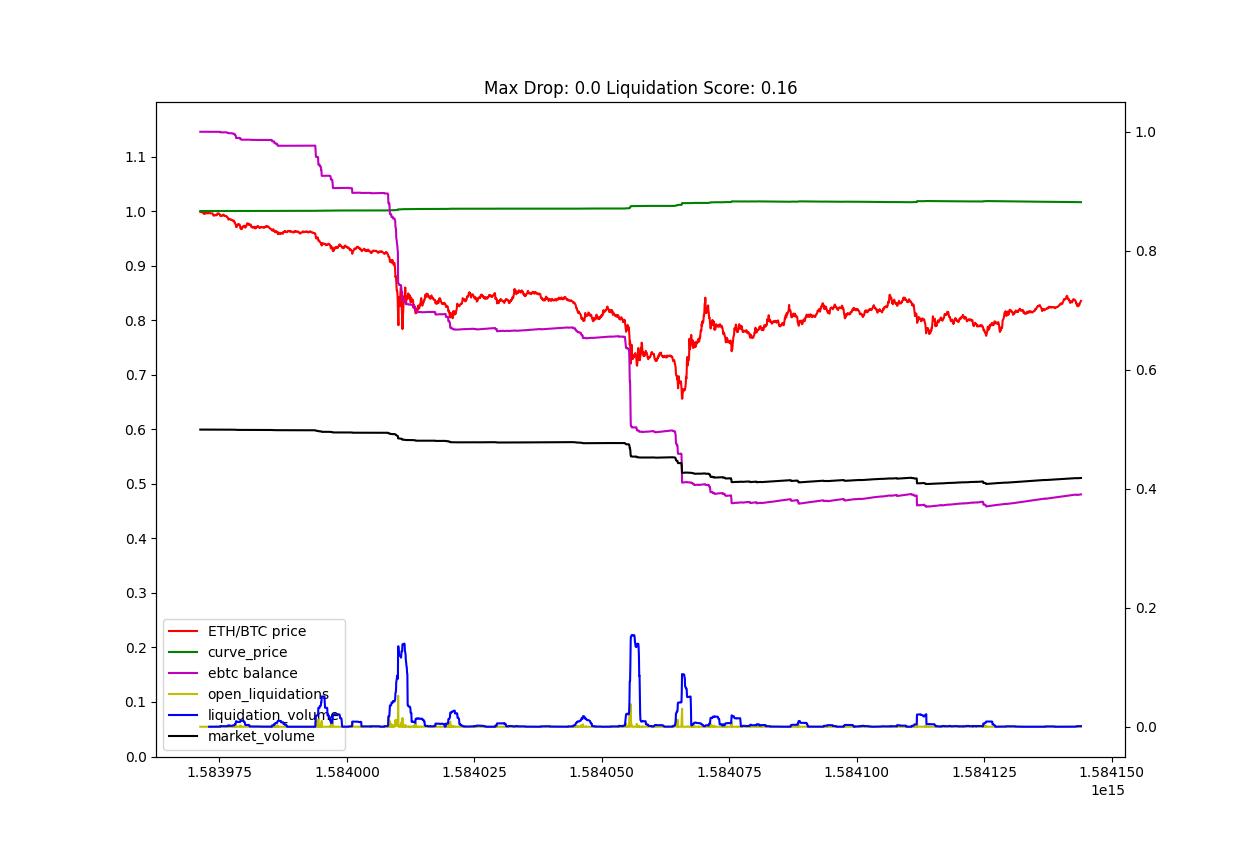 Max Drop: 0.0 Liquidation Score: 0.16
1.1
1.0
0.9
0.8
0.7
0.6
0.5
0.4
0.3
0.2
0.1
0.0
1.0
0.8
0.6
0.4
0.2
0.0
ETH/BTC price
curve_price
ebtc balance
open_liquidations
liquidation_volume
market_volume
1.583975 1.584000 1.584025 1.584050 1.584075 1.584100 1.584125 1.584150
1e15